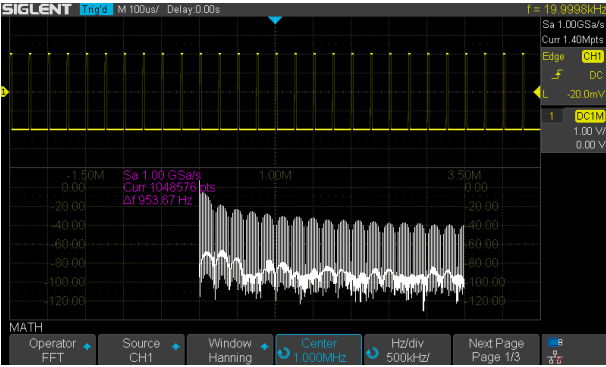 SIGLENT Trig'd M 100us/ Delay:0.00s f = 19.9998kHz
Sa 1.00GSa/s
Curr 1.40Mpts
Edge CH1
DC
L -20.0mV
1 DC1M
1.00 V/
0.00 V
1
-1.50M Sa 1.00 GSa/s 1.00M 3.50M
0.00 Curr 1048576 pts 0.00
-20.00 Δf 953.67 Hz -20.00
-40.00 -40.00
-60.00 -60.00
-80.00 -80.00
-100.00 -100.00
-120.00 -120.00
MATH
Operator Source Window Center Hz/div Next Page
FFT CH1 Hanning 1.000MHz 500kHz/ Page 1/3